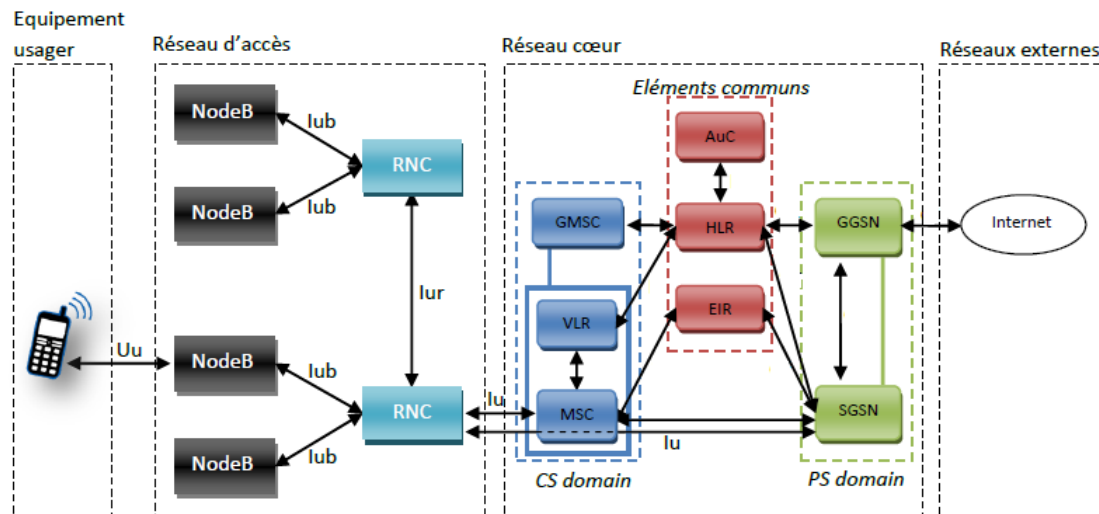 Equipement
usager
Réseau d’accès
Réseau cœur
Réseaux externes
Eléments communs
NodeB
Iub
AuC
RNC
NodeB
Iub
GMSC
HLR
GGSN
Internet
Iur
VLR
EIR
Uu
NodeB
Iub
RNC
Iu
MSC
SGSN
Iu
NodeB
Iub
CS domain
PS domain